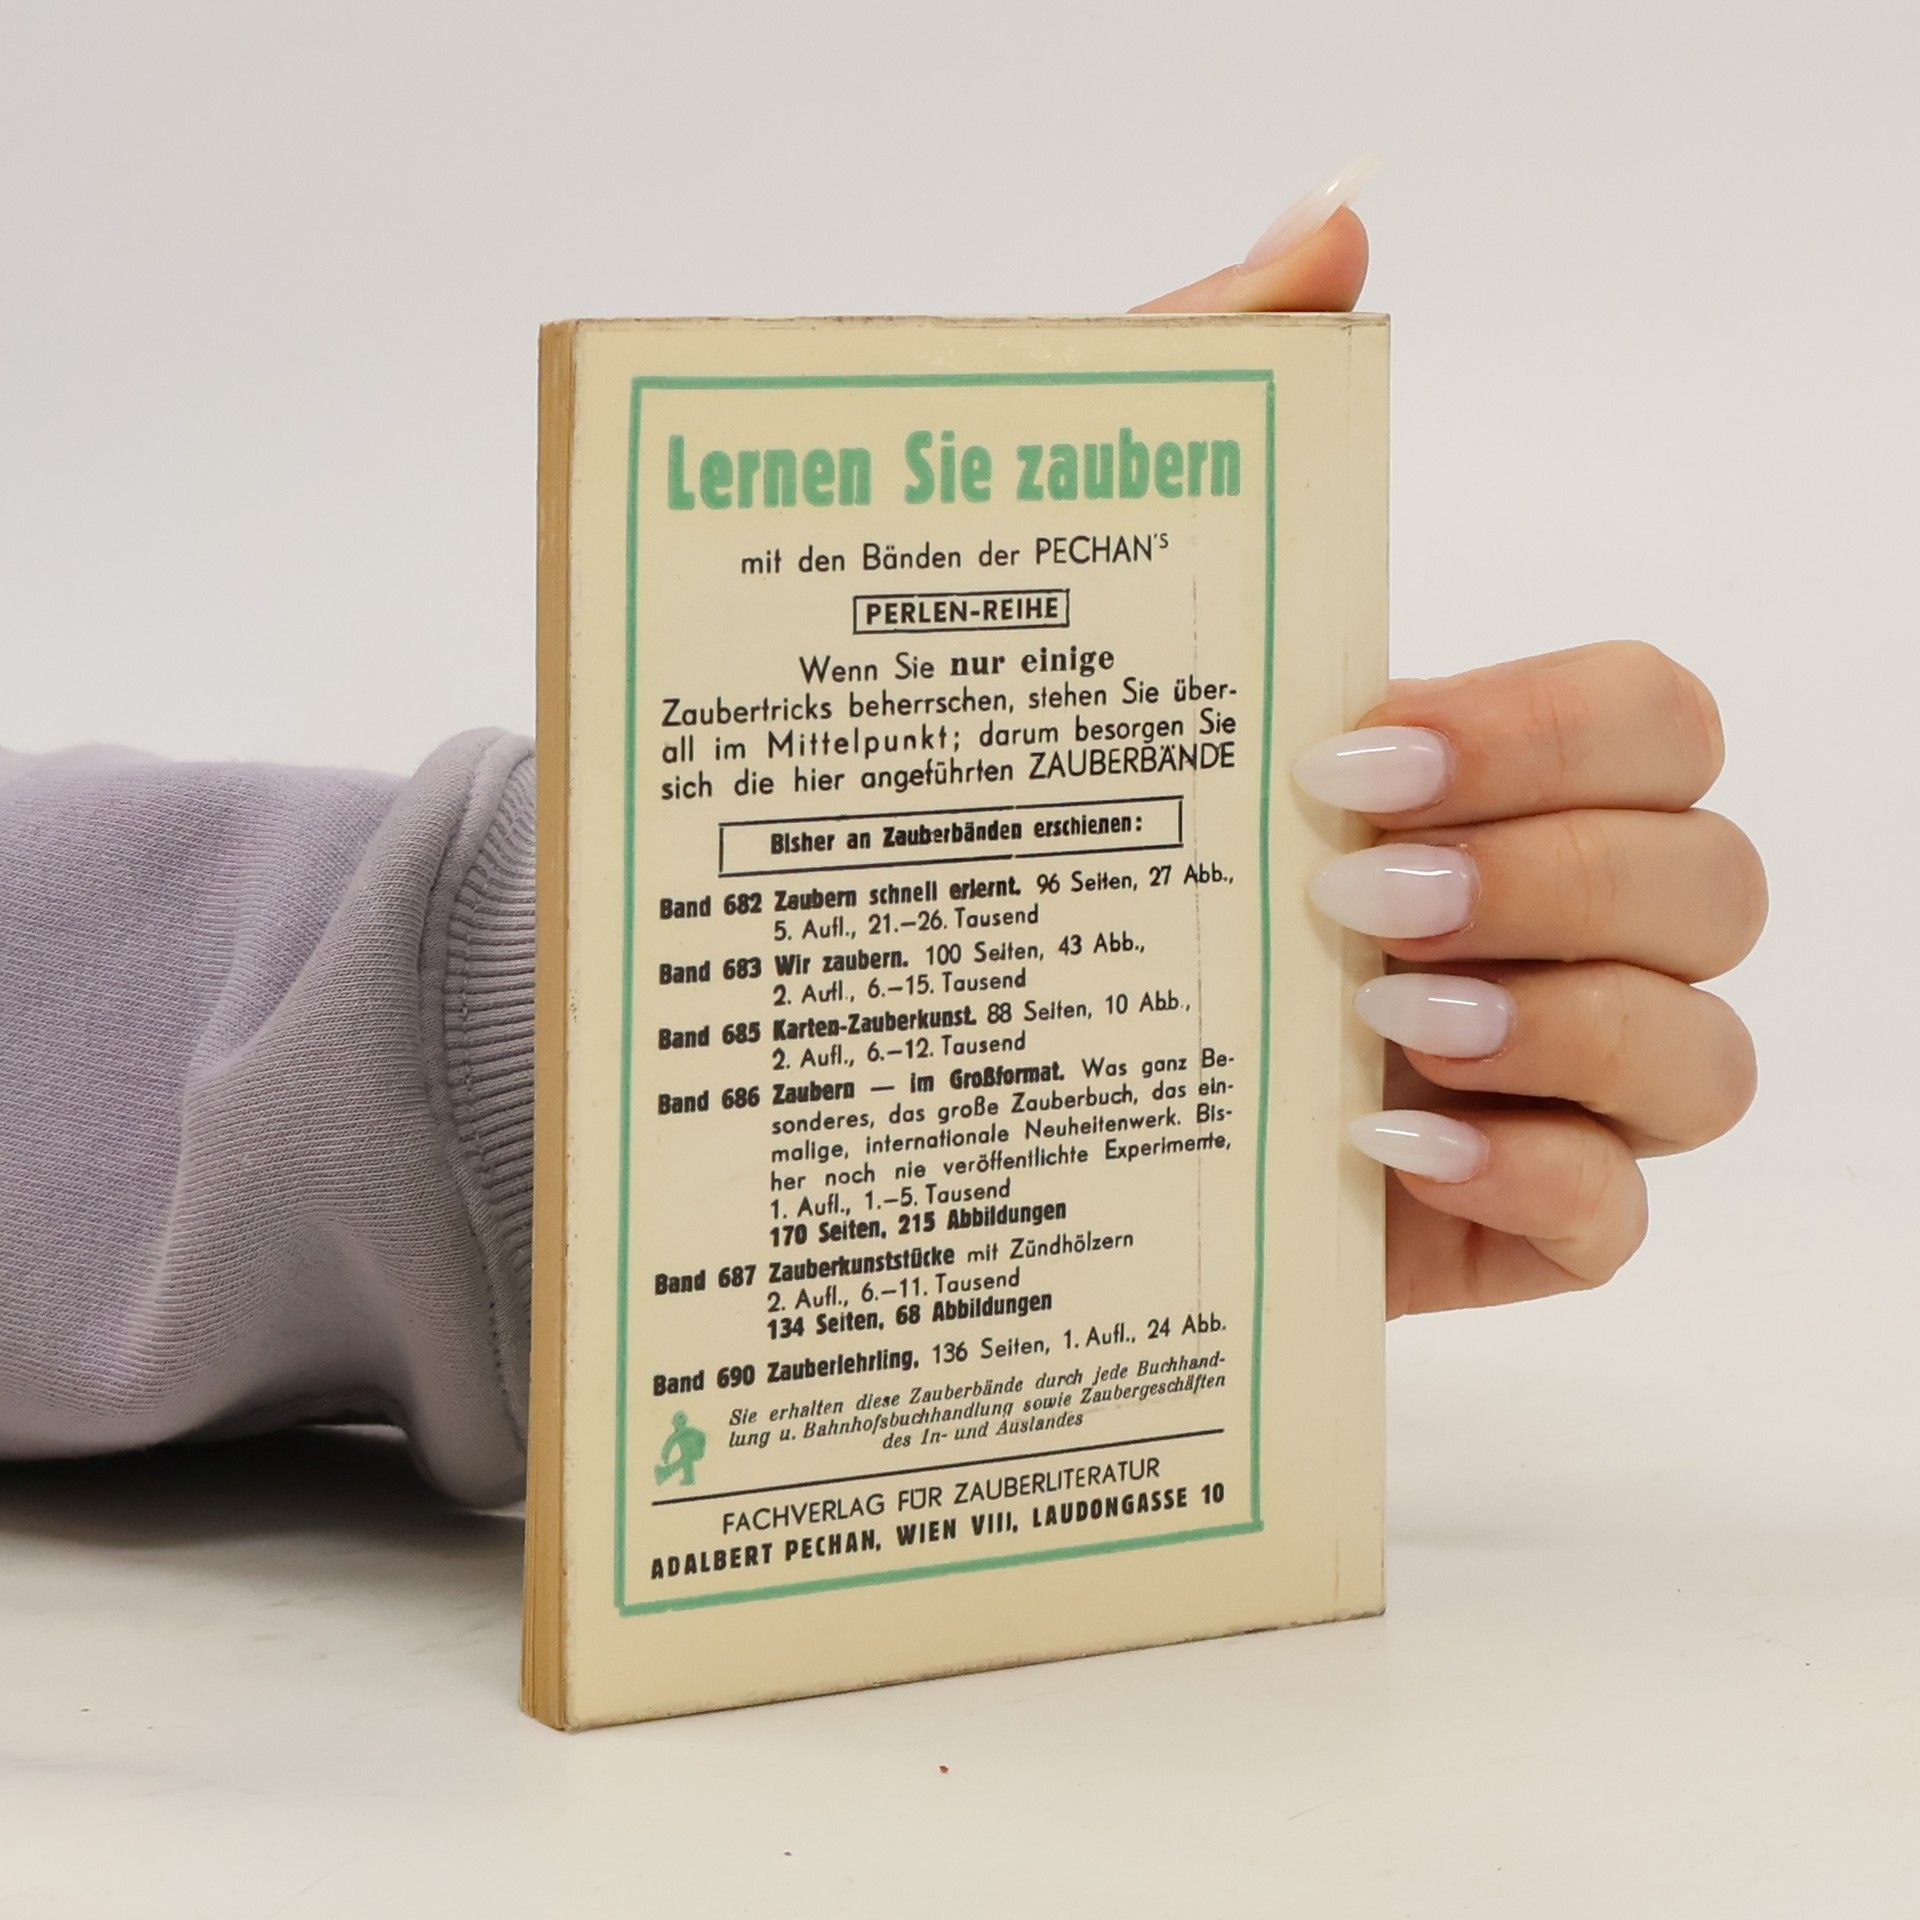 Lernen Sie zaubern
mit den Bänden der PECHAN'S
PERLEN-REIHE
Wenn Sie nur einige
Zaubertricks beherrschen, stehen Sie über-
all im Mittelpunkt; darum besorgen Sie
sich die hier angeführten ZAUBERBÄNDE
Bisher an Zauberbänden erschienen:
Band 682 Zaubern schnell erlernt. 96 Seiten, 27 Abb.,
5. Aufl., 21.—26. Tausend
Band 683 Wir zaubern. 100 Seiten, 43 Abb.,
2. Aufl., 6.—15. Tausend
Band 685 Karten-Zauberkunst. 88 Seiten, 10 Abb.,
2. Aufl., 6.—12. Tausend
Band 686 Zaubern — im Großformat. Was ganz Be-
sonderes, das große Zauberbuch, das ein-
malige, internationale Neuheitenwerk. Bis-
her noch nie veröffentlichte Experimente,
1. Aufl., 1.—5. Tausend
170 Seiten, 215 Abbildungen
Band 687 Zauberkunststücke mit Zündhölzern
2. Aufl., 6.—11. Tausend
134 Seiten, 68 Abbildungen
Band 690 Zauberlehrling, 136 Seiten, 1. Aufl., 24 Abb.
Sie erhalten diese Zauberbände durch jede Buchhand-
lung u. Bahnhofsbuchhandlung sowie Zaubergeschäften
des In- und Auslandes
FACHVERLAG FÜR ZAUBERLITERATUR
ADALBERT PECHAN, WIEN VIII, LAUDONGASSE 10